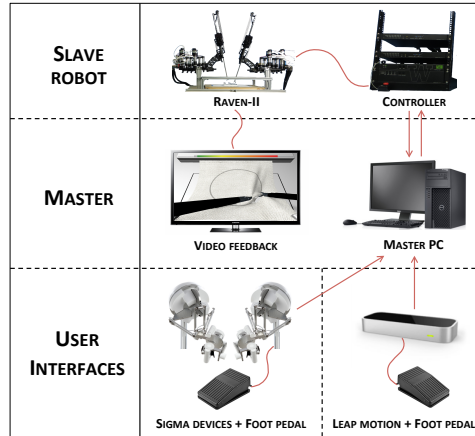 SLAVE
ROBOT
RAVEN-II
CONTROLLER
MASTER
VIDEO FEEDBACK
MASTER PC
USER
INTERFACES
SIGMA DEVICES + FOOT PEDAL
LEAP MOTION + FOOT PEDAL